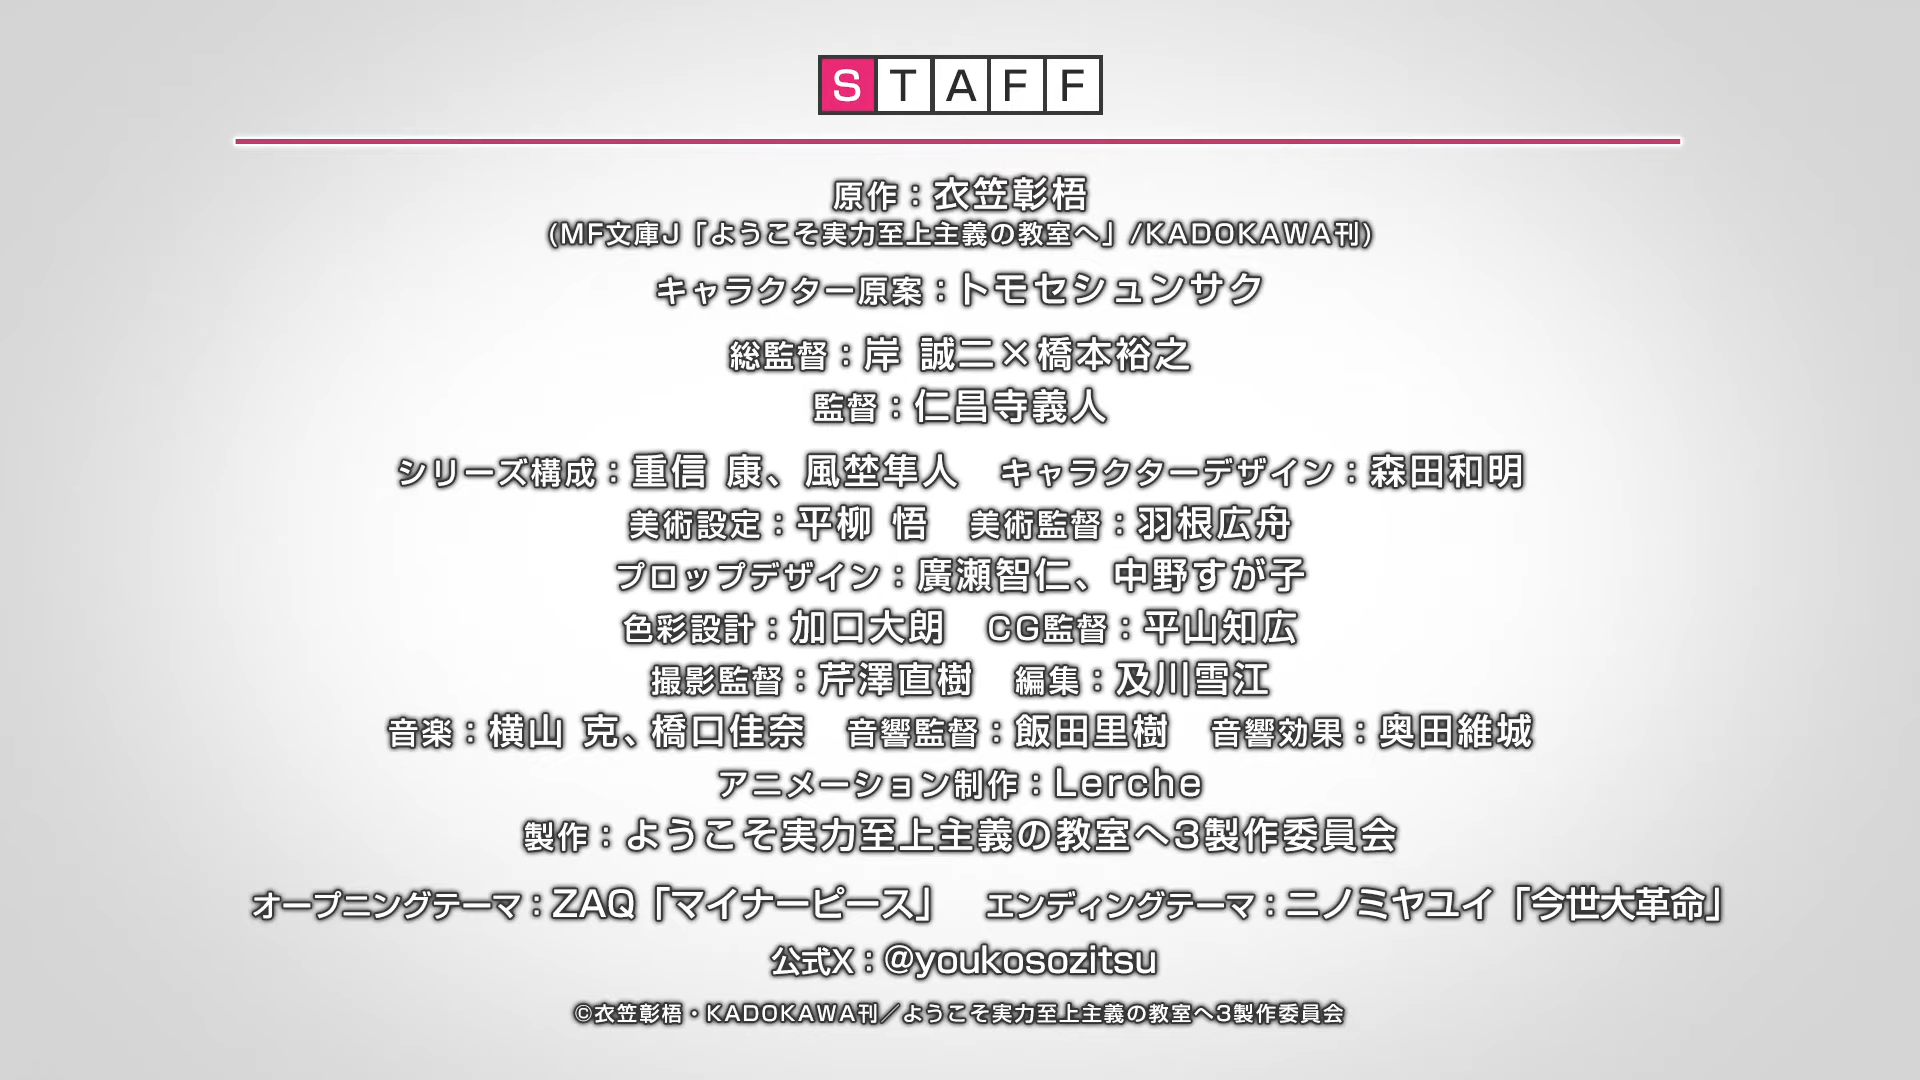 STAFF
原作：衣笠彰梧
(MF文庫J「ようこそ実力至上主義の教室へ」/KADOKAWA刊)
キャラクター原案：トモセシュンサク
総監督：岸 誠二×橋本裕之
監督：仁昌寺義人
シリーズ構成：重信 康、風埜隼人　キャラクターデザイン：森田和明
美術設定：平柳 悟　美術監督：羽根広舟
プロップデザイン：廣瀬智仁、中野すが子
色彩設計：加口大朗　CG監督：平山知広
撮影監督：芹澤直樹　編集：及川雪江
音楽：横山 克、橋口佳奈　音響監督：飯田里樹　音響効果：奥田維城
アニメーション制作：Lerche
製作：ようこそ実力至上主義の教室へ3製作委員会
オープニングテーマ：ZAQ「マイナーピース」　エンディングテーマ：ニノミヤユイ「今世大革命」
公式X：@youkosozitsu
©衣笠彰梧・KADOKAWA刊／ようこそ実力至上主義の教室へ3製作委員会